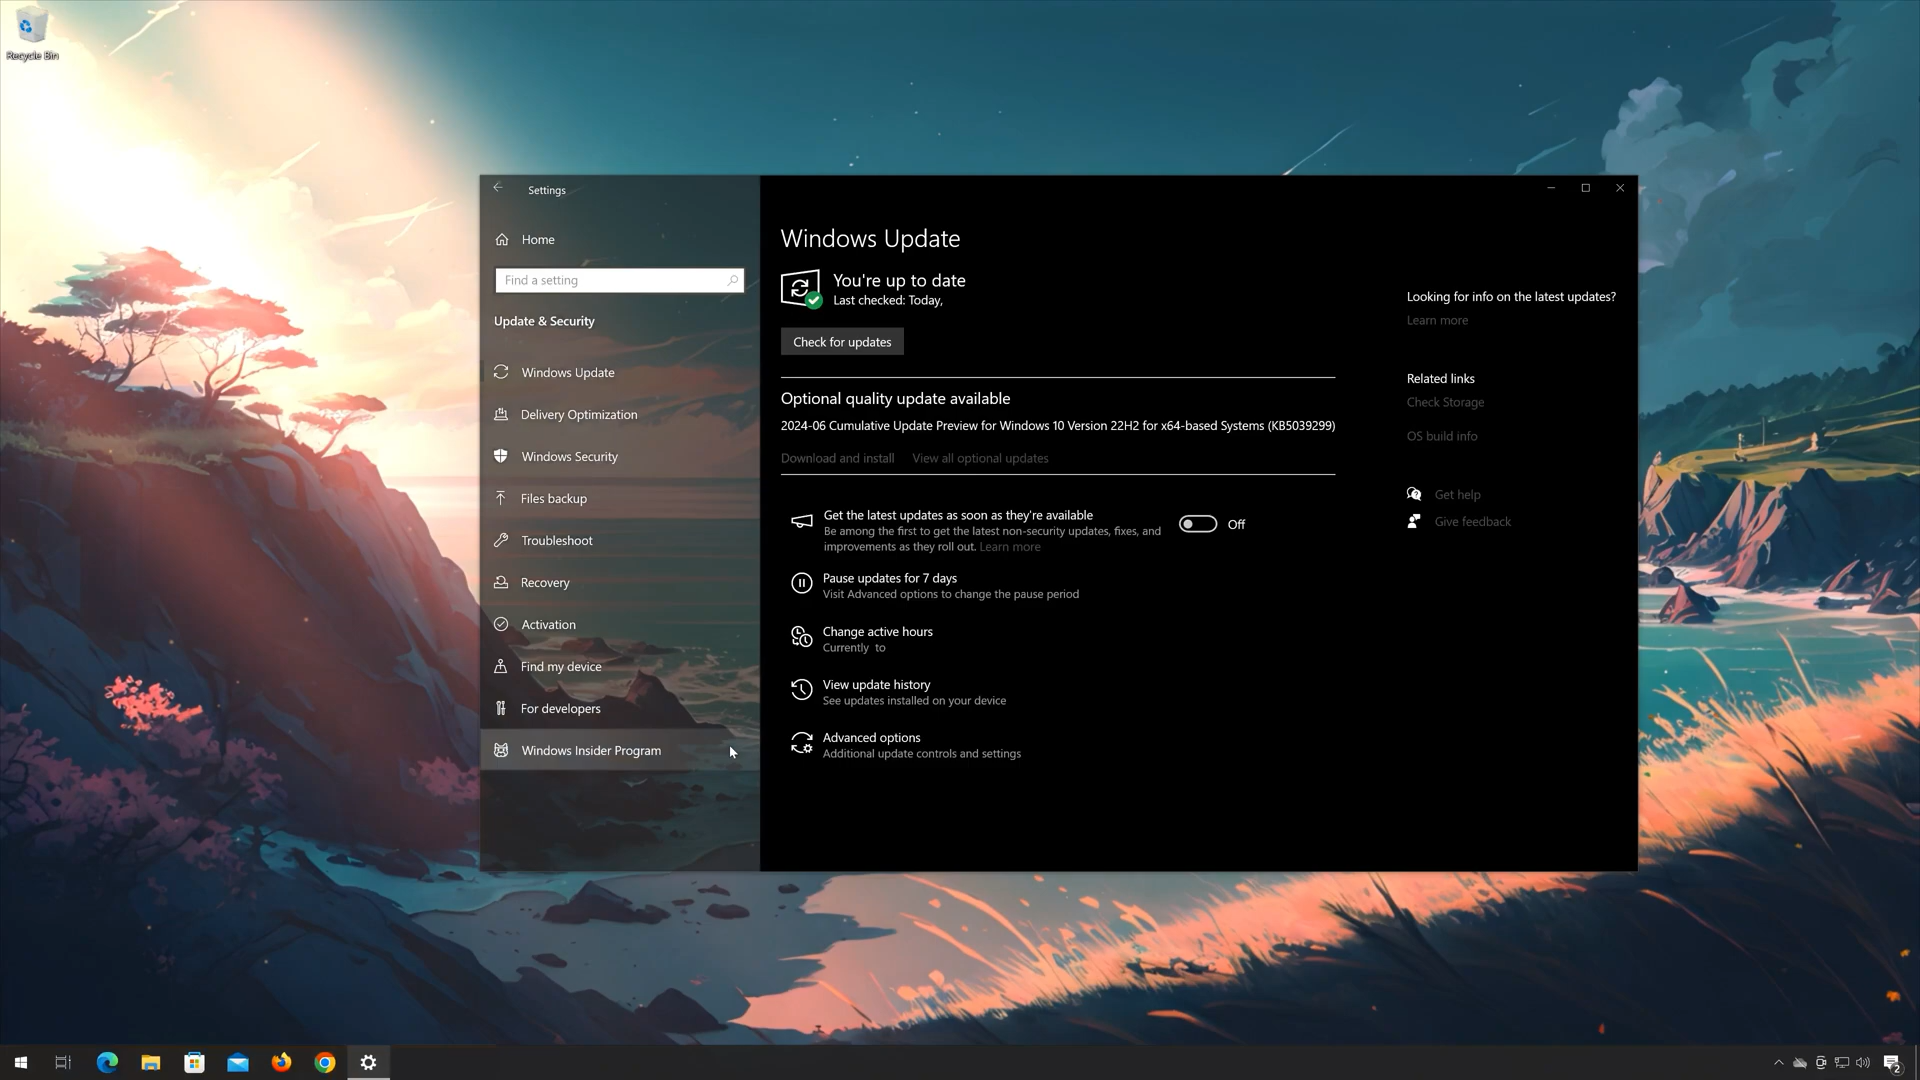 Recycle Bin
Settings
Home
Find a setting
Update & Security
Windows Update
Delivery Optimization
Windows Security
Files backup
Troubleshoot
Recovery
Activation
Find my device
For developers
Windows Insider Program
Windows Update
You're up to date
Last checked: Today,
Check for updates
Optional quality update available
2024-06 Cumulative Update Preview for Windows 10 Version 22H2 for x64-based Systems (KB5039299)
Download and install View all optional updates
Get the latest updates as soon as they're available
Be among the first to get the latest non-security updates, fixes, and
improvements as they roll out. Learn more
Off
Pause updates for 7 days
Visit Advanced options to change the pause period
Change active hours
Currently to
View update history
See updates installed on your device
Advanced options
Additional update controls and settings
Looking for info on the latest updates?
Learn more
Related links
Check Storage
OS build info
Get help
Give feedback
2